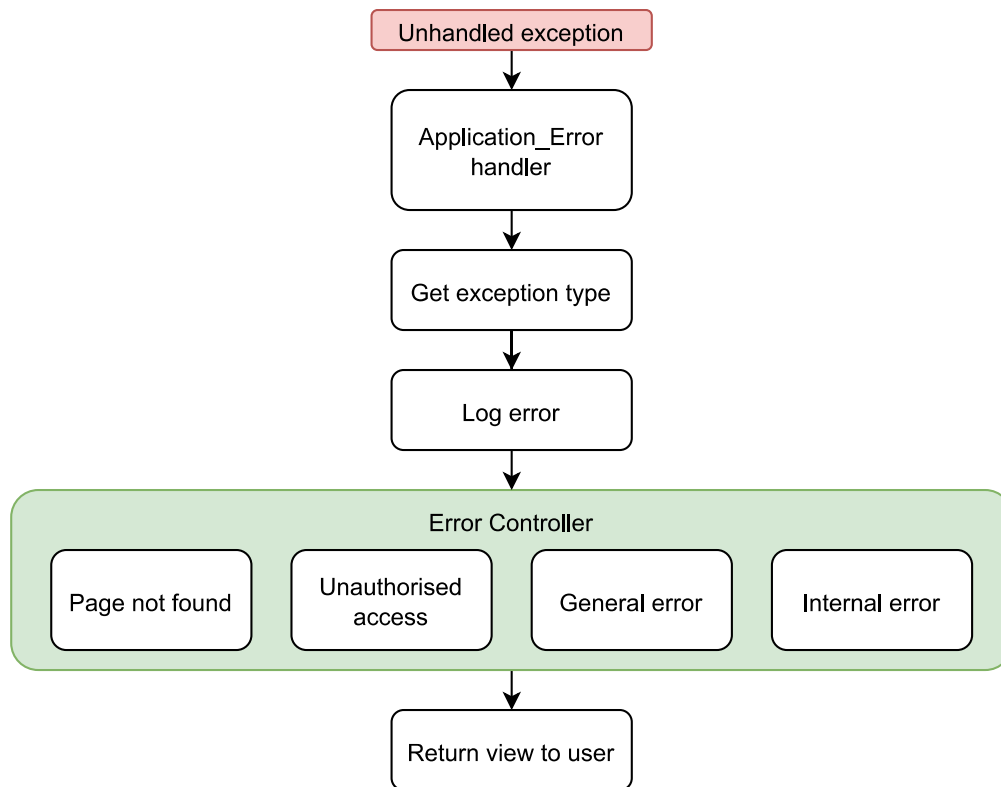 Unhandled exception
Application_Error
handler
Get exception type
Log error
Error Controller
Page not found
Unauthorised
access
General error
Internal error
Return view to user